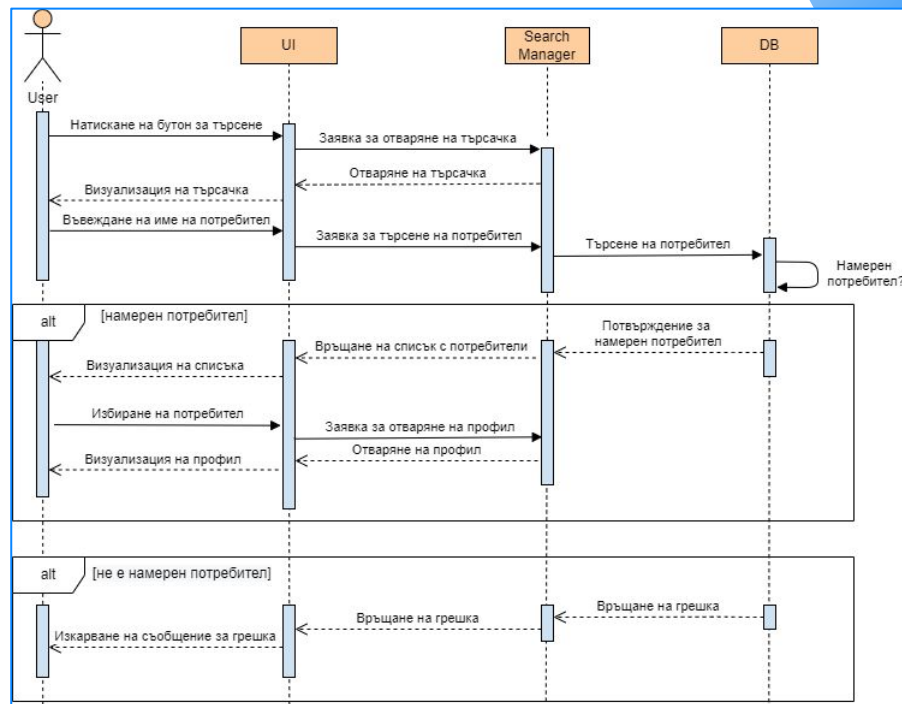 UI
Search
Manager
DB
User
Натискане на бутон за търсене
Заявка за отваряне на търсачка
Отваряне на търсачка
Визуализация на търсачка
Въвеждане на име на потребител
Заявка за търсене на потребител
Търсене на потребител
Намерен
потребител?
alt
[намерен потребител]
Потвърждение за
намерен потребител
Връщане на списък с потребители
Визуализация на списъка
Избиране на потребител
Заявка за отваряне на профил
Отваряне на профил
Визуализация на профил
alt
[не е намерен потребител]
Връщане на грешка
Връщане на грешка
Изкарване на съобщение за грешка